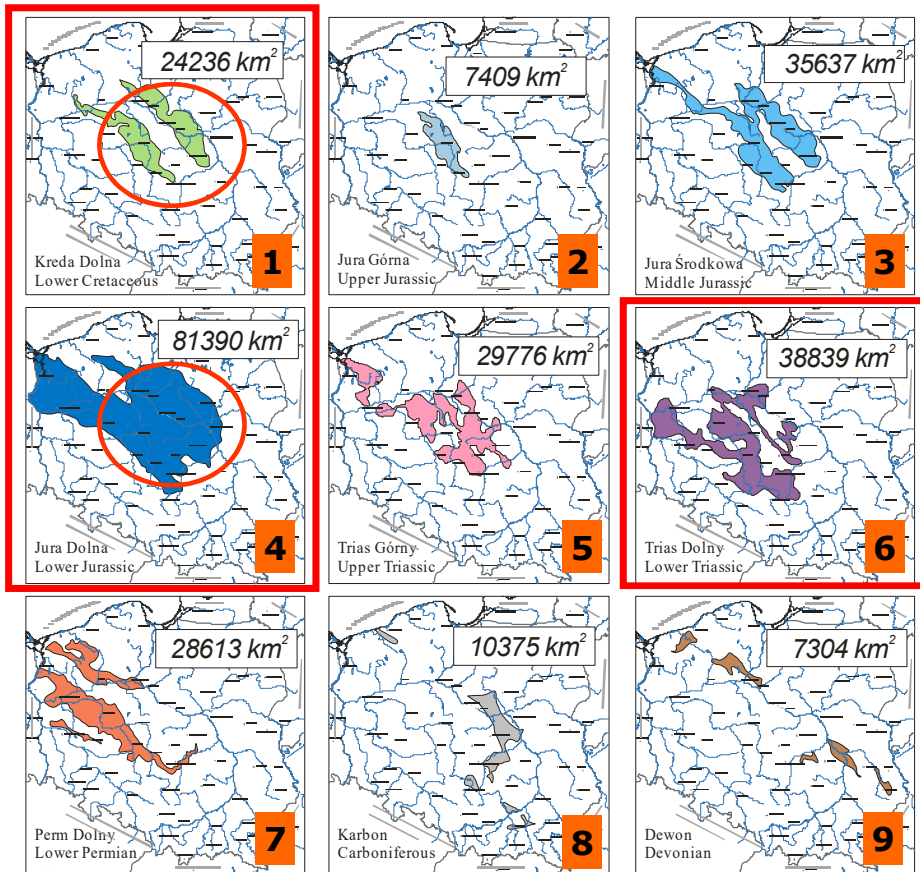 24236 km²
Kreda Dolna
Lower Cretaceous
1
7409 km²
Jura Górna
Upper Jurassic
2
35637 km²
Jura Środkowa
Middle Jurassic
3
81390 km²
Jura Dolna
Lower Jurassic
4
29776 km²
Trias Górny
Upper Triassic
5
38839 km²
Trias Dolny
Lower Triassic
6
28613 km²
Perm Dolny
Lower Permian
7
10375 km²
Karbon
Carboniferous
8
7304 km²
Dewon
Devonian
9